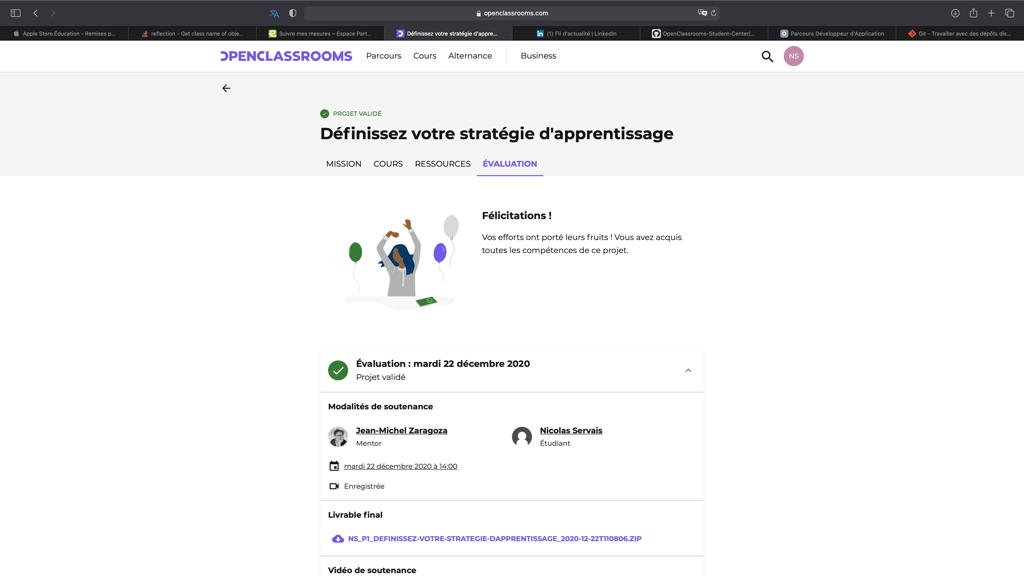 openclassrooms.com
Apple Store Éducation - Remises p...
reflection - Get class name of obje...
Suivre mes mesures – Espace Part...
Définissez votre stratégie d'appre...
(1) Fil d'actualité | LinkedIn
OpenClassrooms-Student-Center(...
Parcours Développeur d'Application
Git - Travailler avec des dépôts dis...
OPENCLASSROOMS
Parcours
Cours
Alternance
Business
NS
PROJET VALIDÉ
Définissez votre stratégie d'apprentissage
MISSION
COURS
RESSOURCES
ÉVALUATION
Félicitations !
Vos efforts ont porté leurs fruits ! Vous avez acquis
toutes les compétences de ce projet.
Évaluation : mardi 22 décembre 2020
Projet validé
Modalités de soutenance
Jean-Michel Zaragoza
Mentor
Nicolas Servais
Étudiant
mardi 22 décembre 2020 à 14:00
Enregistrée
Livrable final
NS_P1_DEFINISSEZ-VOTRE-STRATEGIE-DAPPRENTISSAGE_2020-12-22T110806.ZIP
Vidéo de soutenance